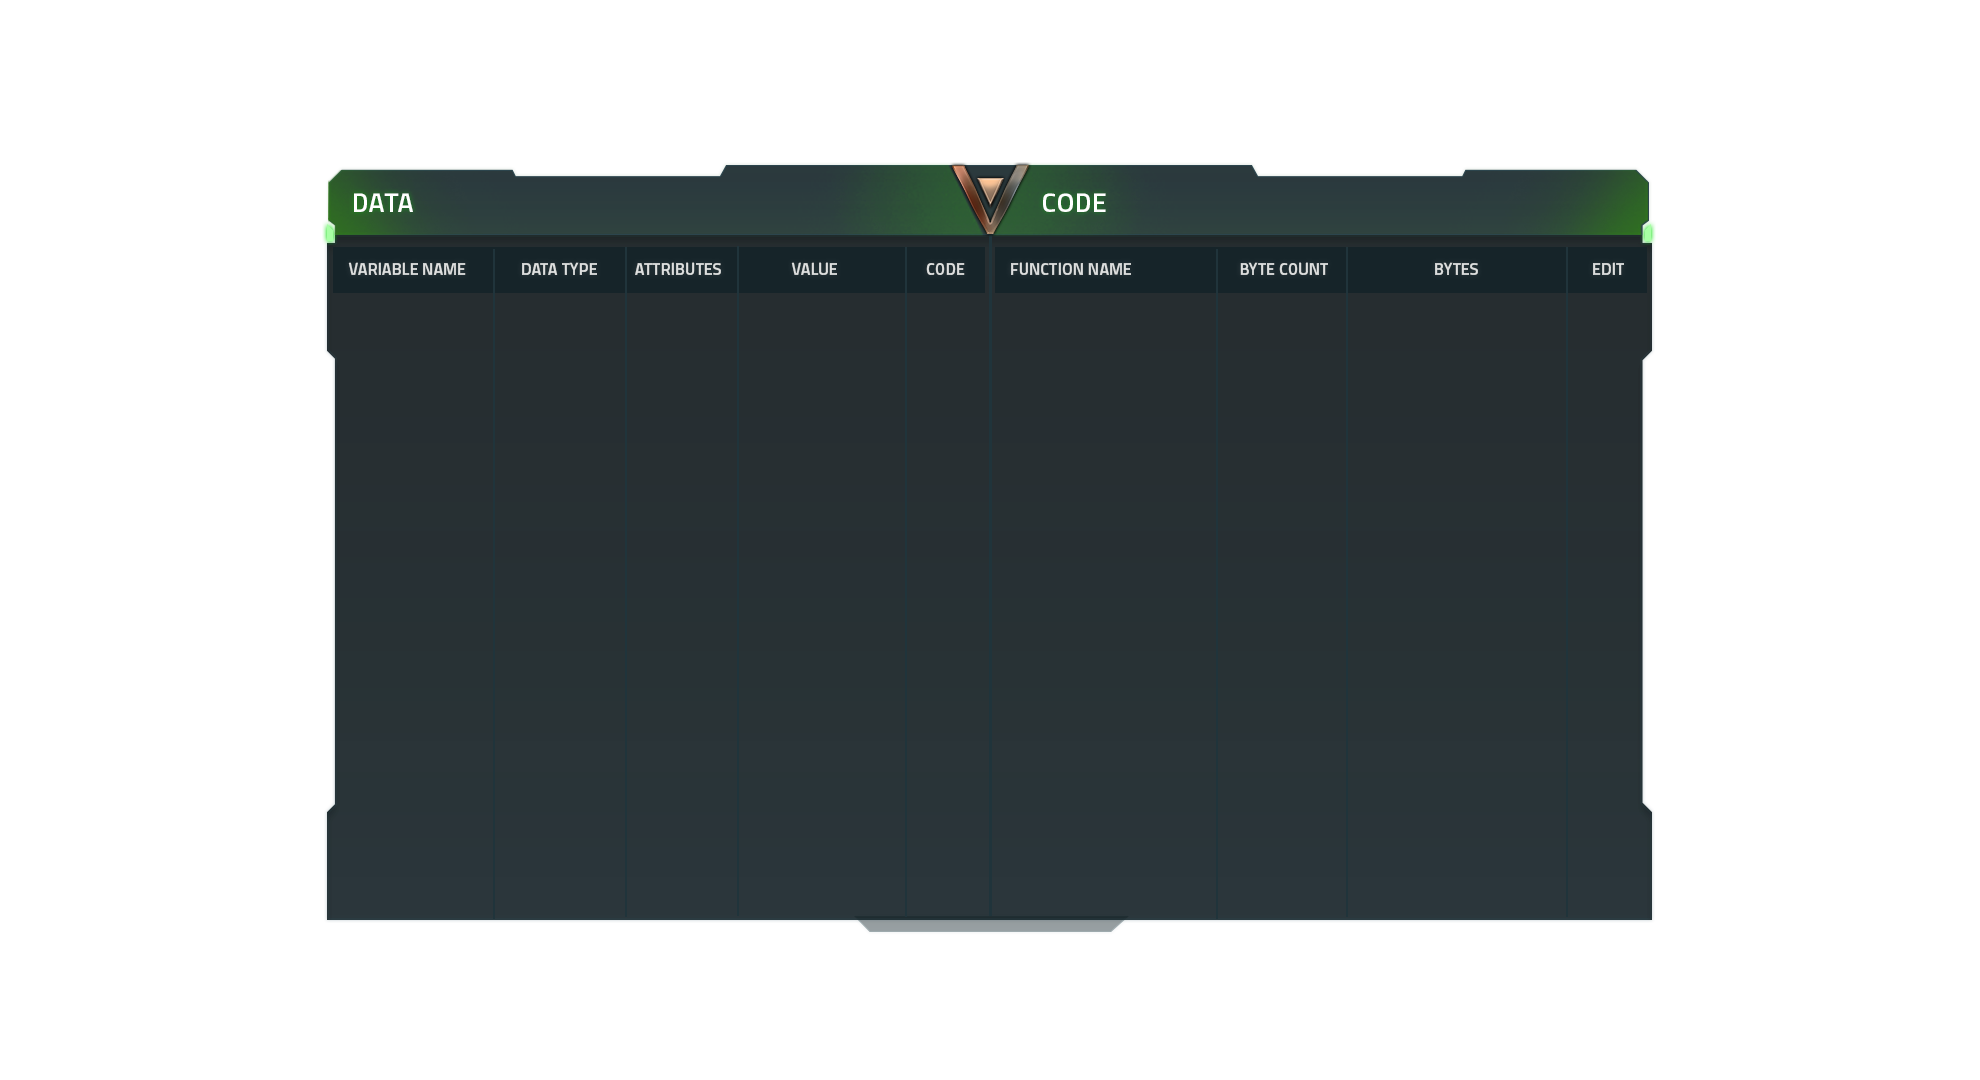 DATA
CODE
VARIABLE NAME
DATA TYPE
ATTRIBUTES
VALUE
CODE
FUNCTION NAME
BYTE COUNT
BYTES
EDIT